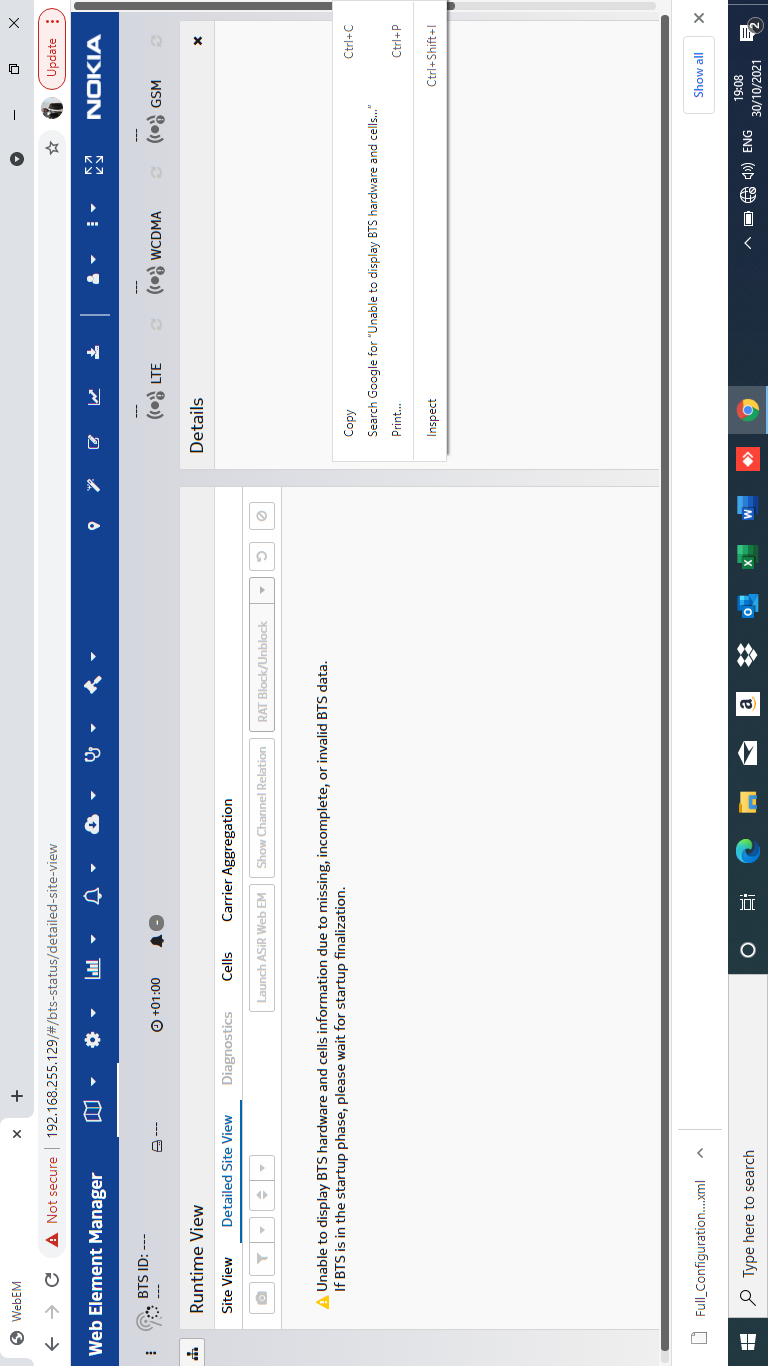 WebEM
Not secure
192.168.255.129/#/bts-status/detailed-site-view
Update
Web Element Manager
NOKIA
BTS ID: ---
---
---
+01:00
-
---
LTE
---
WCDMA
---
GSM
Runtime View
Details
Site View
Detailed Site View
Diagnostics
Cells
Carrier Aggregation
Launch ASiR Web EM
Show Channel Relation
RAT Block/Unblock
Unable to display BTS hardware and cells information due to missing, incomplete, or invalid BTS data.
If BTS is in the startup phase, please wait for startup finalization.
Copy
Ctrl+C
Search Google for "Unable to display BTS hardware and cells..."
Print...
Ctrl+P
Inspect
Ctrl+Shift+I
Full_Configuration....xml
Show all
Type here to search
ENG
19:08
30/10/2021
2